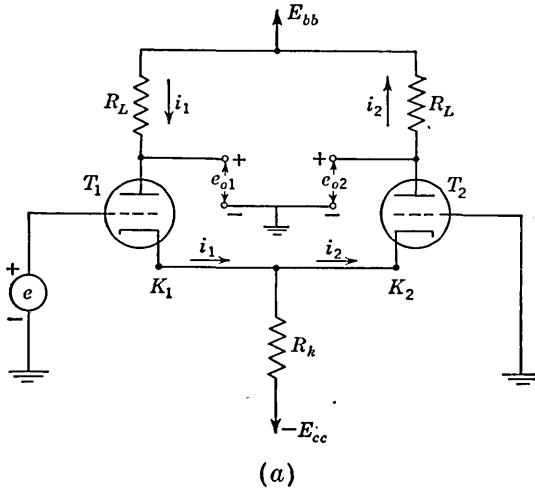 E_bb
R_L i_1 i_2 R_L
+ +
T_1 e_o1 e_o2 T_2
− −
+
e i_1 i_2
−
K_1 K_2
R_k
−E_cc
(a)